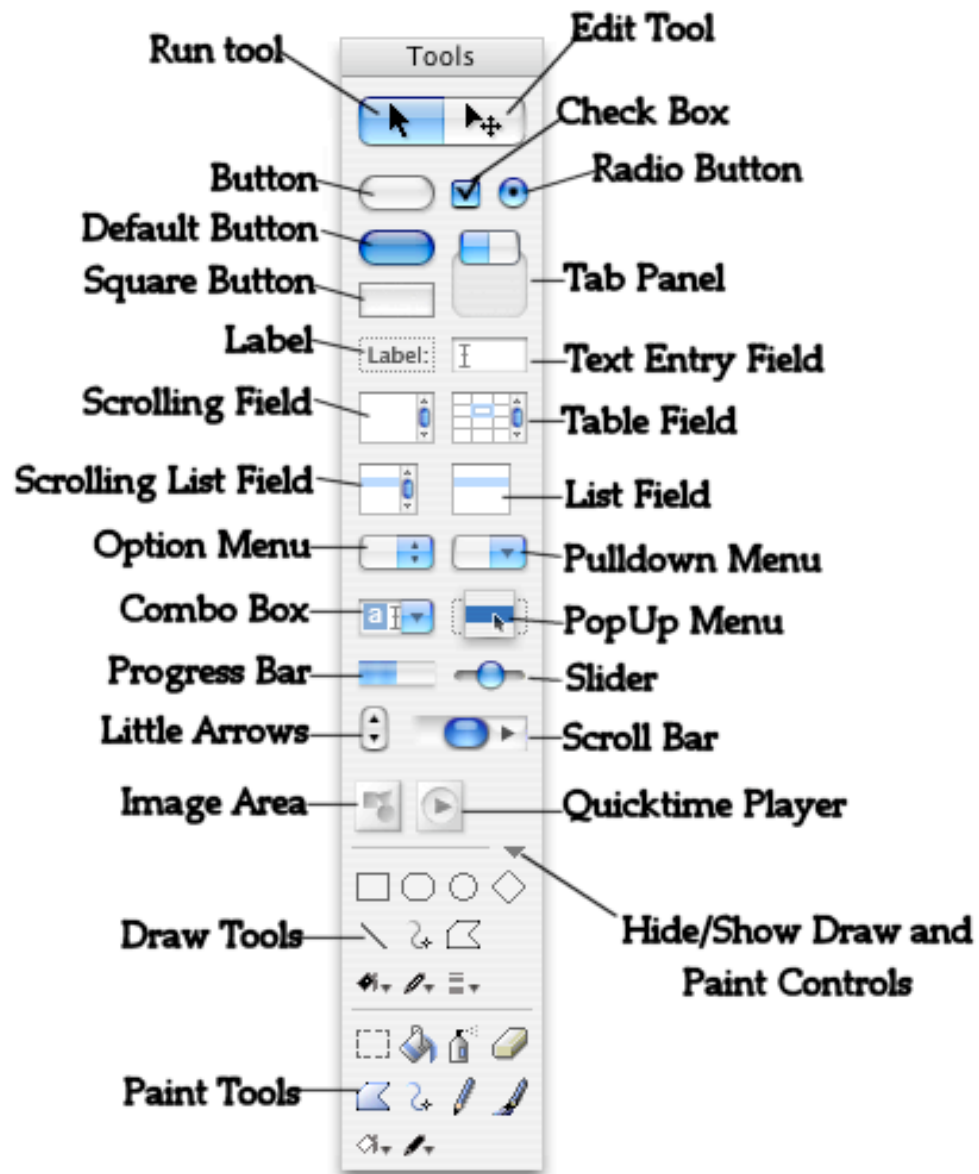 Run tool
Edit Tool
Tools
Check Box
Button
Radio Button
Default Button
Square Button
Tab Panel
Label
Label:
Text Entry Field
Scrolling Field
Table Field
Scrolling List Field
List Field
Option Menu
Pulldown Menu
Combo Box
a
PopUp Menu
Progress Bar
Slider
Little Arrows
Scroll Bar
Image Area
Quicktime Player
Draw Tools
Hide/Show Draw and
Paint Controls
Paint Tools